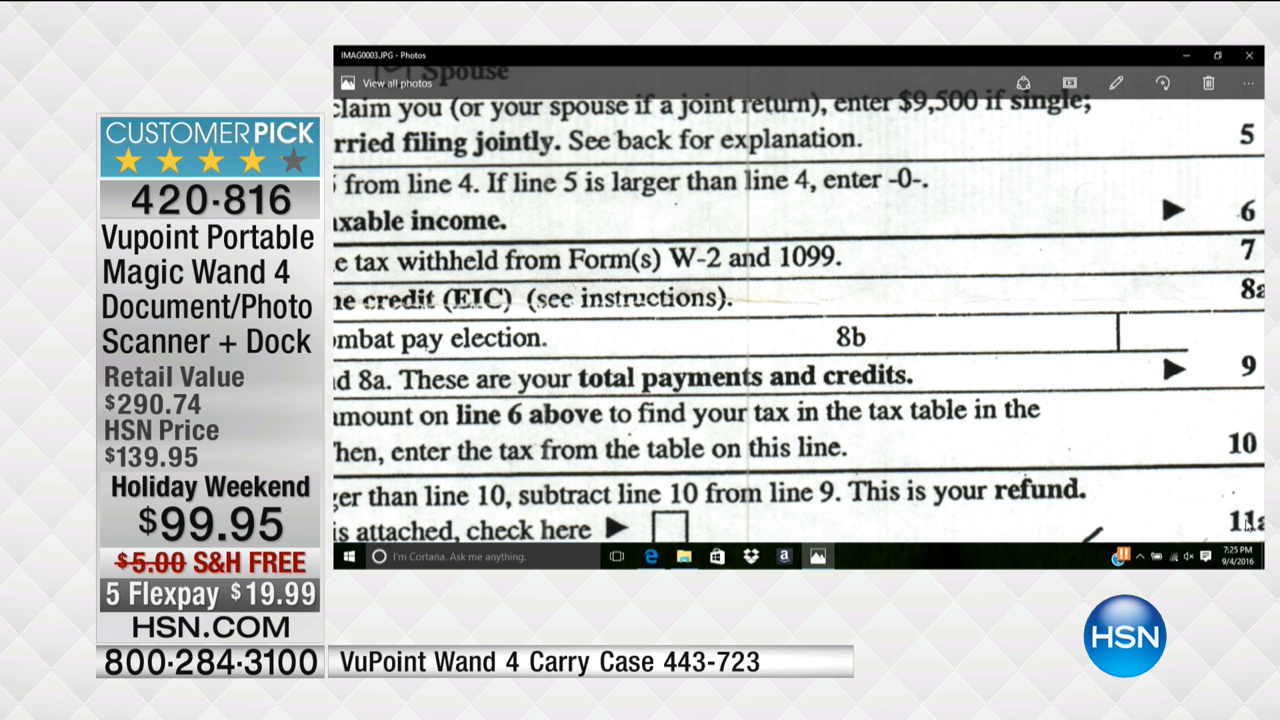 CUSTOMERPICK
420-816
Vupoint Portable
Magic Wand 4
Document/Photo
Scanner + Dock
Retail Value
$290.74
HSN Price
$139.95
Holiday Weekend
$99.95
$5.00 S&H FREE
5 Flexpay $19.99
HSN.COM
800-284-3100
VuPoint Wand 4 Carry Case 443-723
IMAG0003.JPG - Photos
Spouse
View all photos
claim you (or your spouse if a joint return), enter $9,500 if single;
rried filing jointly. See back for explanation. 5
from line 4. If line 5 is larger than line 4, enter -0-.
xable income. ▶ 6
e tax withheld from Form(s) W-2 and 1099. 7
ne credit (EIC) (see instructions). 8a
ombat pay election. 8b
d 8a. These are your total payments and credits. ▶ 9
amount on line 6 above to find your tax in the tax table in the
hen, enter the tax from the table on this line. 10
ger than line 10, subtract line 10 from line 9. This is your refund.
is attached, check here ▶ 11a
I'm Cortana. Ask me anything.
7:25 PM
9/4/2016
HSN